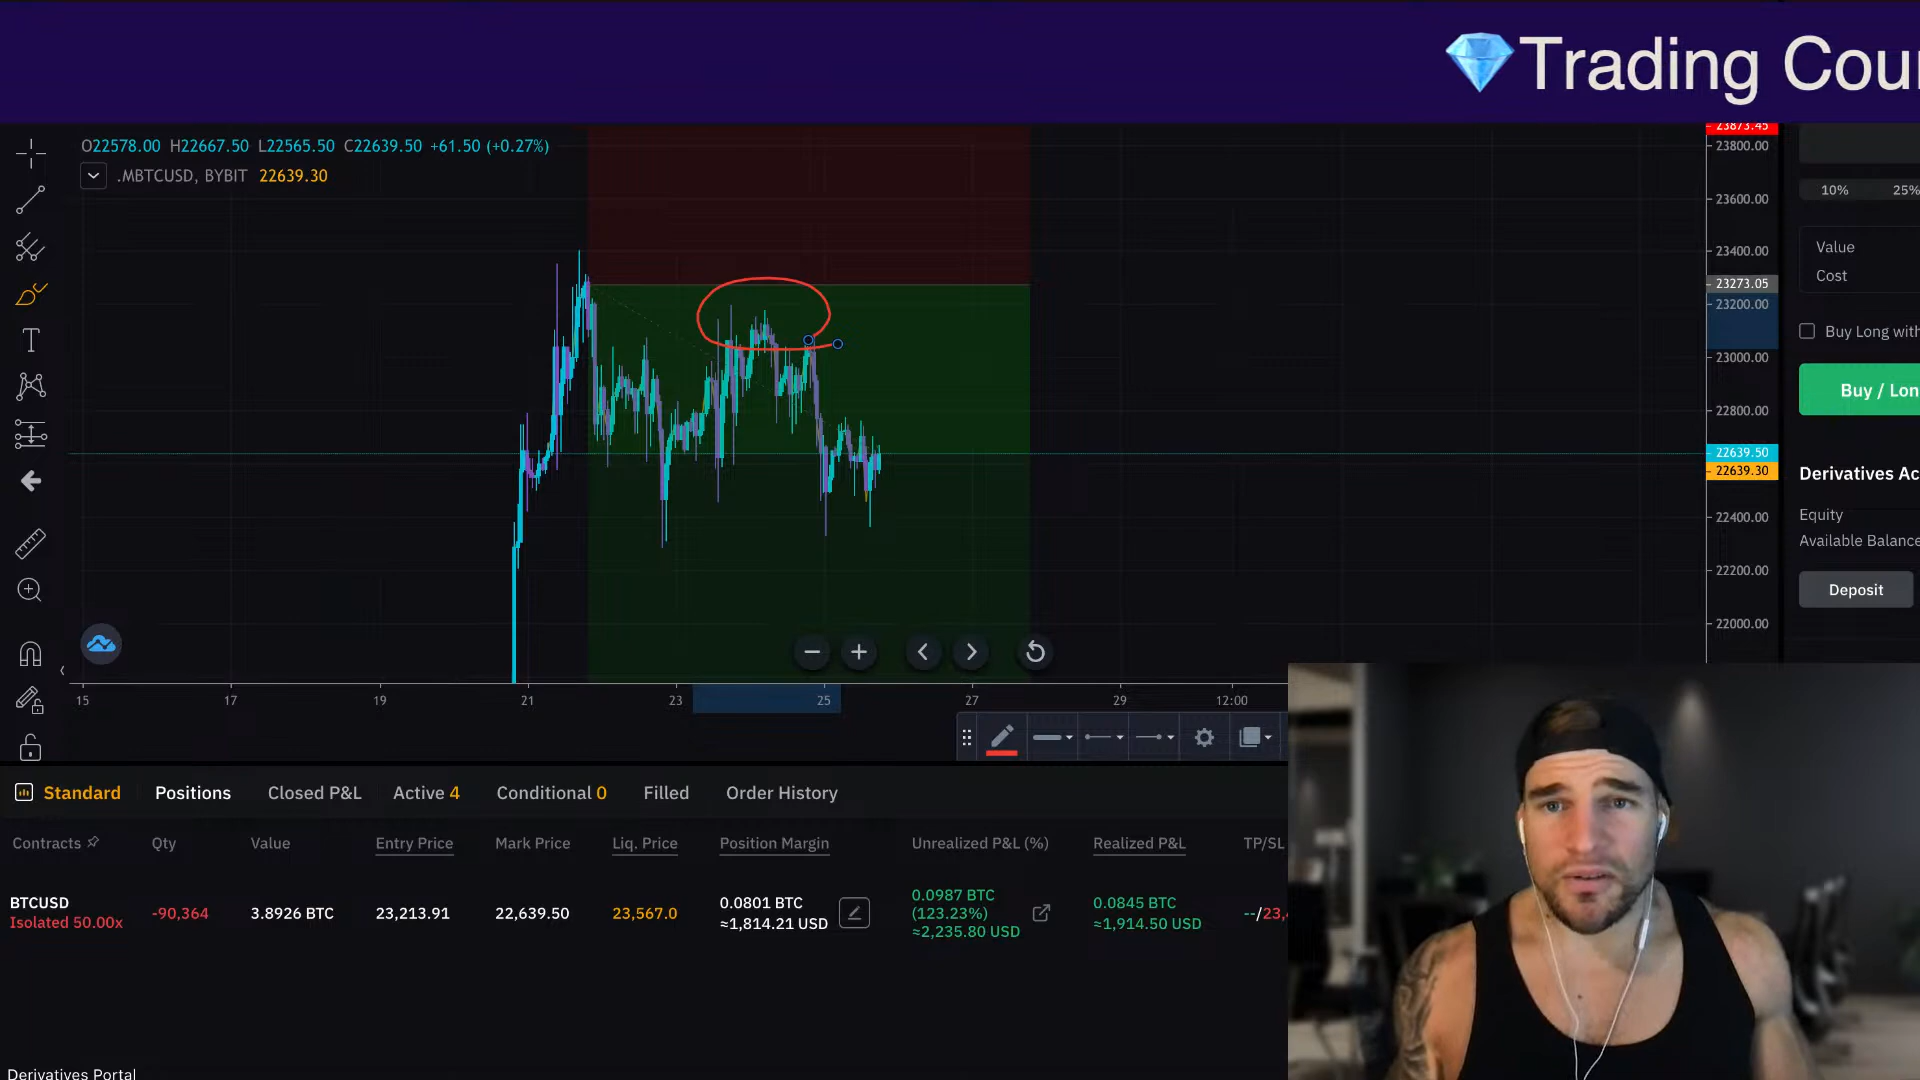 💎Trading Cou
O22578.00 H22667.50 L22565.50 C22639.50 +61.50 (+0.27%)
.MBTCUSD, BYBIT 22639.30
23873.45
23800.00
23600.00
23400.00
23273.05
23200.00
23000.00
22800.00
22639.50
22639.30
22400.00
22200.00
22000.00
10% 25%
Value
Cost
Buy Long with
Buy / Lon
Derivatives Ac
Equity
Available Balance
Deposit
15 17 19 21 23 25 27 29 12:00
Standard Positions Closed P&L Active 4 Conditional 0 Filled Order History
Contracts Qty Value Entry Price Mark Price Liq. Price Position Margin Unrealized P&L (%) Realized P&L TP/SL
BTCUSD
Isolated 50.00x
-90,364
3.8926 BTC
23,213.91
22,639.50
23,567.0
0.0801 BTC
≈1,814.21 USD
0.0987 BTC
(123.23%)
≈2,235.80 USD
0.0845 BTC
≈1,914.50 USD
--/23,
Derivatives Portal